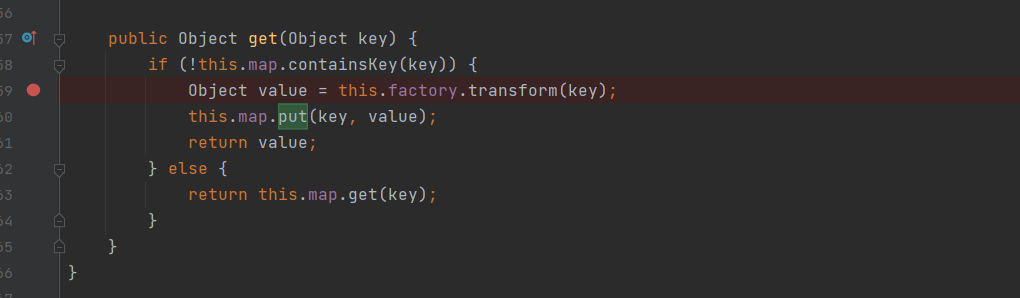 56
57 public Object get(Object key) {
58 if (!this.map.containsKey(key)) {
59 Object value = this.factory.transform(key);
60 this.map.put(key, value);
61 return value;
62 } else {
63 return this.map.get(key);
64 }
65 }
66 }